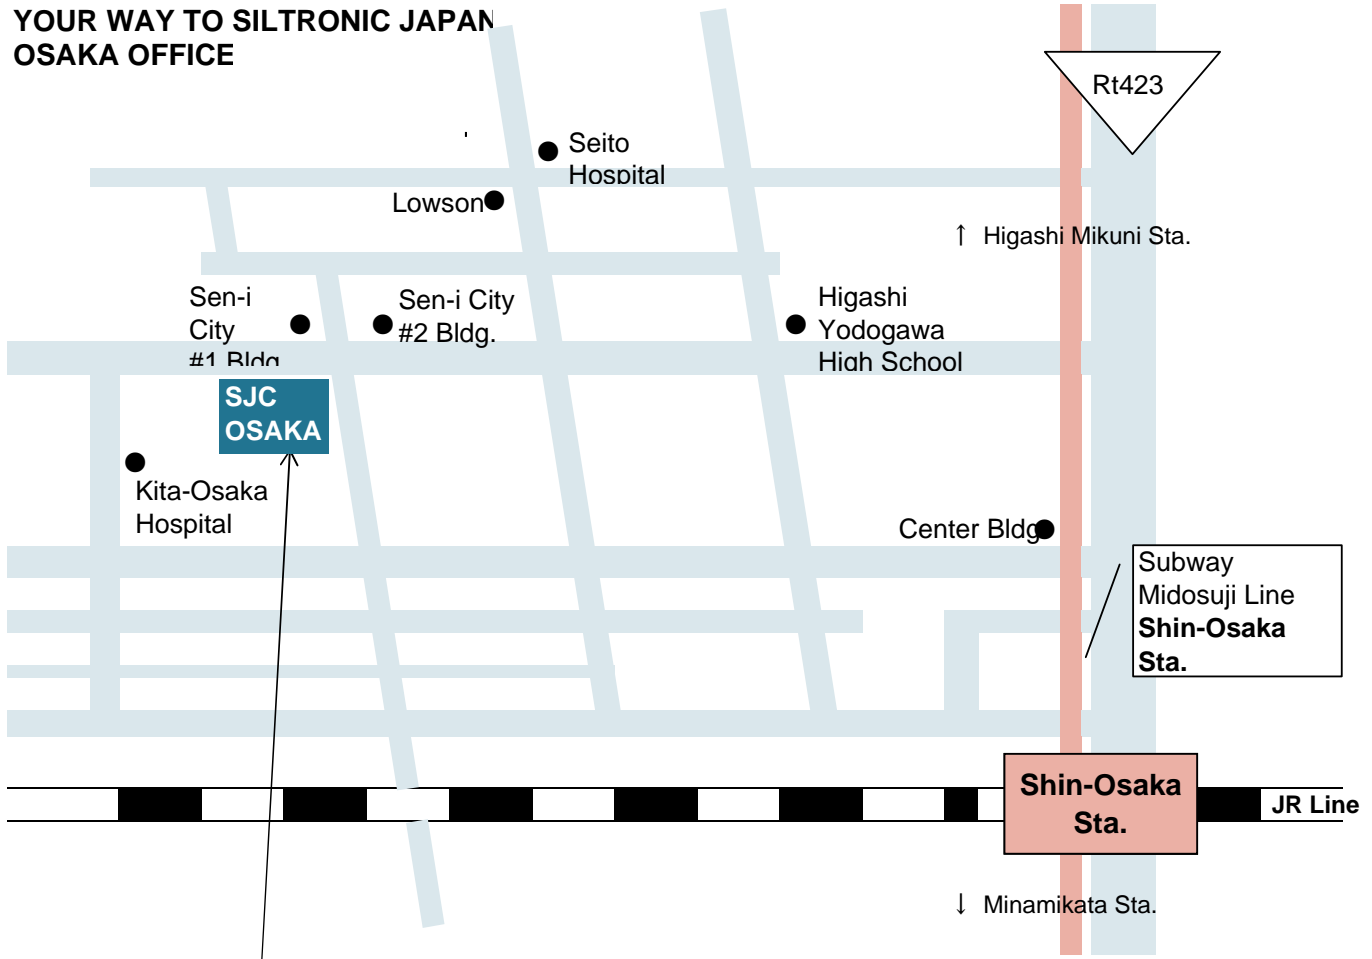 YOUR WAY TO SILTRONIC JAPAN
OSAKA OFFICE
Rt423
Seito
Hospital
Lowson
↑ Higashi Mikuni Sta.
Sen-i
City
#1 Bldg
Sen-i City
#2 Bldg.
Higashi
Yodogawa
High School
SJC
OSAKA
Kita-Osaka
Hospital
Center Bldg
Subway
Midosuji Line
Shin-Osaka
Sta.
Shin-Osaka
Sta.
JR Line
↓ Minamikata Sta.